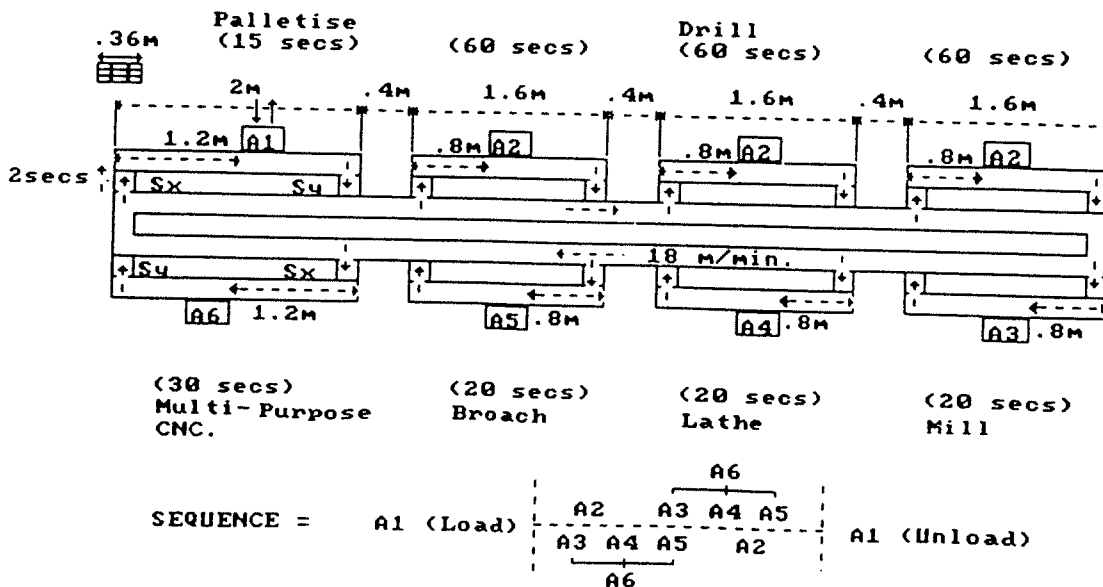 Palletise
(15 secs)
(60 secs)
Drill
(60 secs)
(60 secs)
.36m
2m
.4m
1.6m
.4m
1.6m
.4m
1.6m
1.2m
A1
.8m
A2
.8m
A2
.8m
A2
2secs
Sx
Sy
18 m/min.
Sy
Sx
A6
1.2m
A5
.8m
A4
.8m
A3
.8m
(30 secs)
Multi-Purpose
CNC.
(20 secs)
Broach
(20 secs)
Lathe
(20 secs)
Mill
A6
A2
A3
A4
A5
SEQUENCE =
A1 (Load)
A1 (Unload)
A3
A4
A5
A2
A6